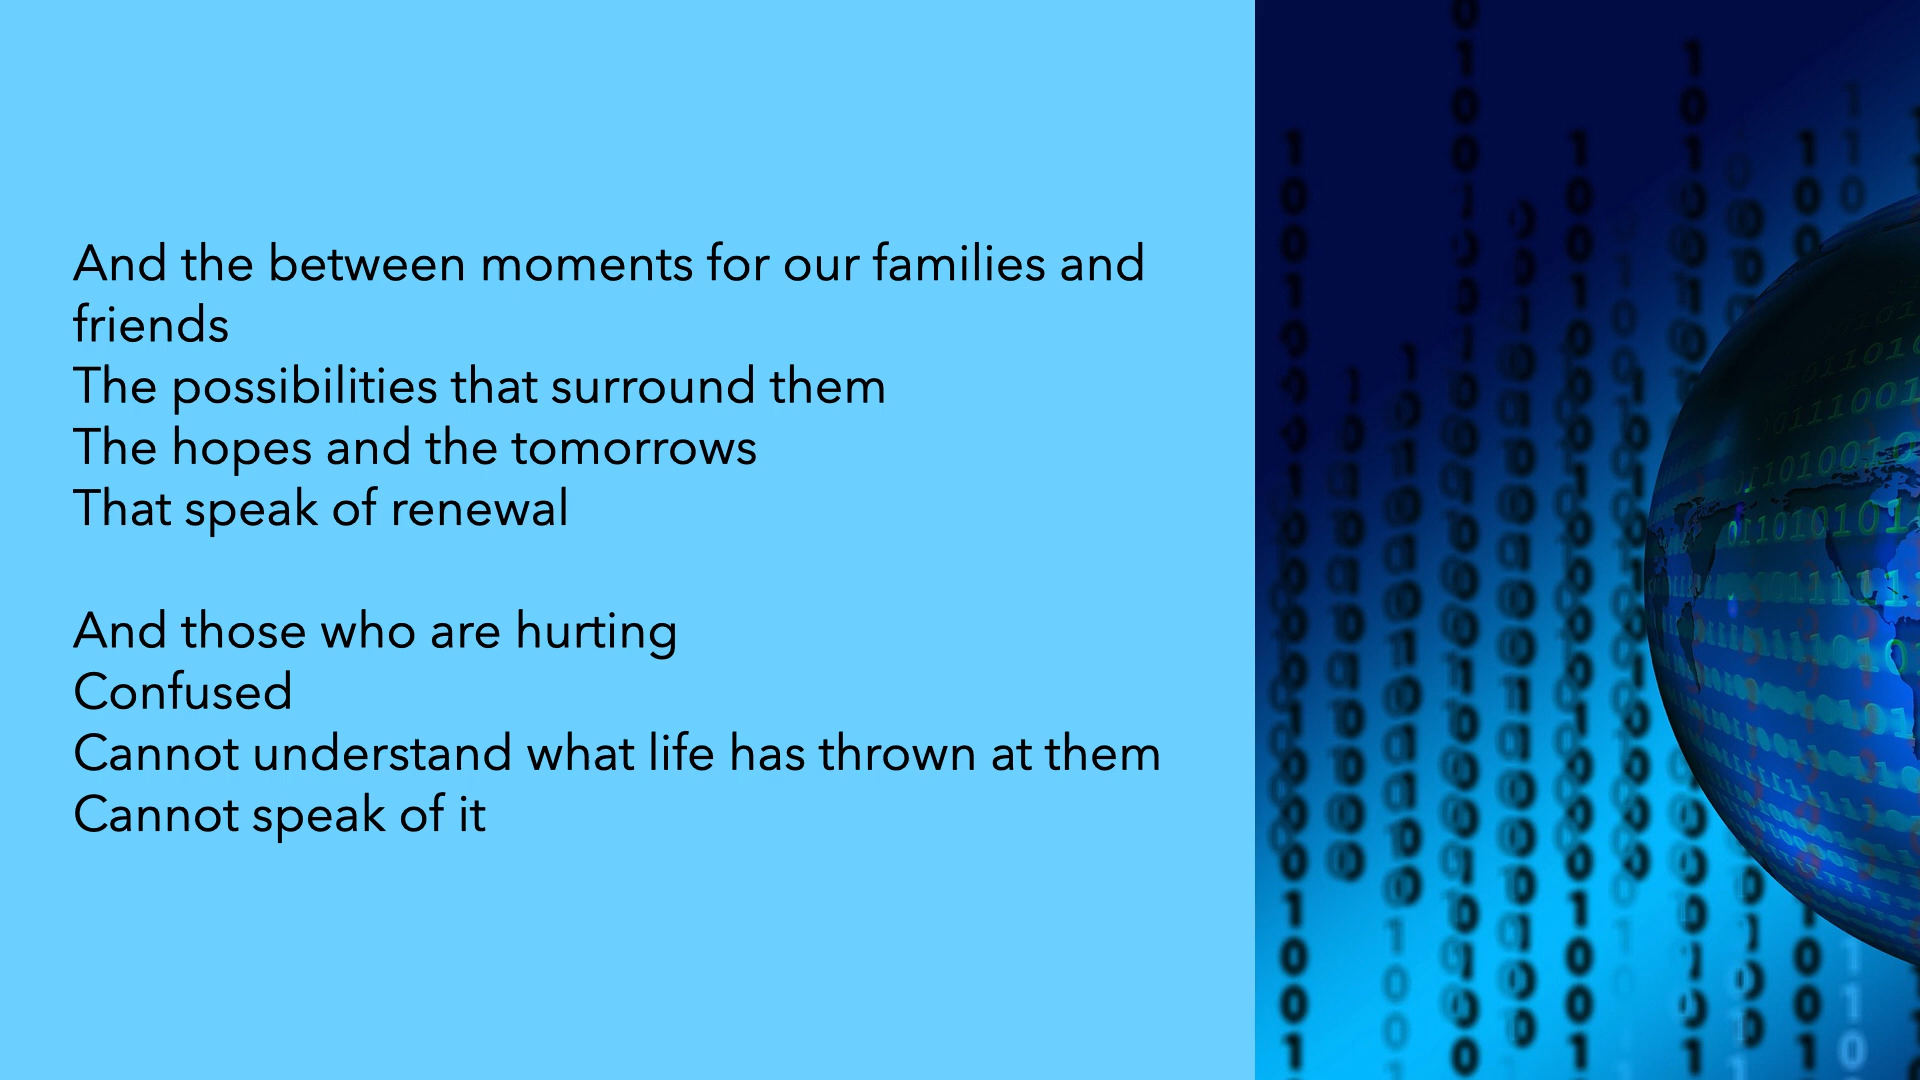 And the between moments for our families and
friends
The possibilities that surround them
The hopes and the tomorrows
That speak of renewal
And those who are hurting
Confused
Cannot understand what life has thrown at them
Cannot speak of it